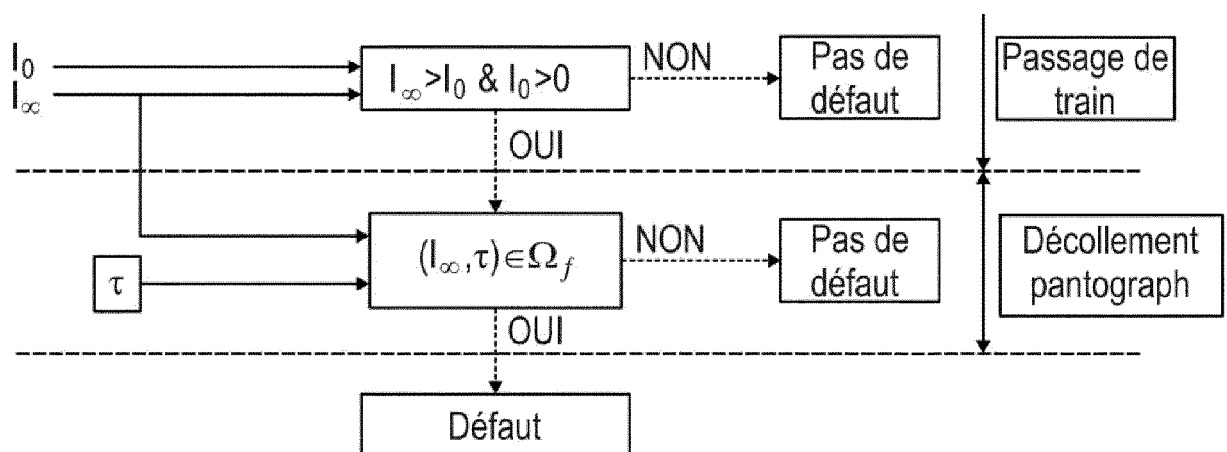 I₀
I∞
I∞>I₀ & I₀>0
NON
Pas de
défaut
Passage de
train
OUI
τ
(I∞,τ)∈Ωf
NON
Pas de
défaut
Décollement
pantograph
OUI
Défaut